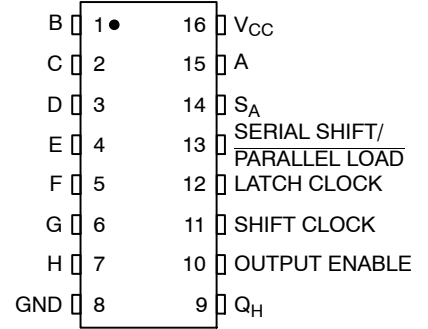 B 1 16 VCC
C 2 15 A
D 3 14 SA
E 4 13 SERIAL SHIFT/
PARALLEL LOAD
F 5 12 LATCH CLOCK
G 6 11 SHIFT CLOCK
H 7 10 OUTPUT ENABLE
GND 8 9 QH